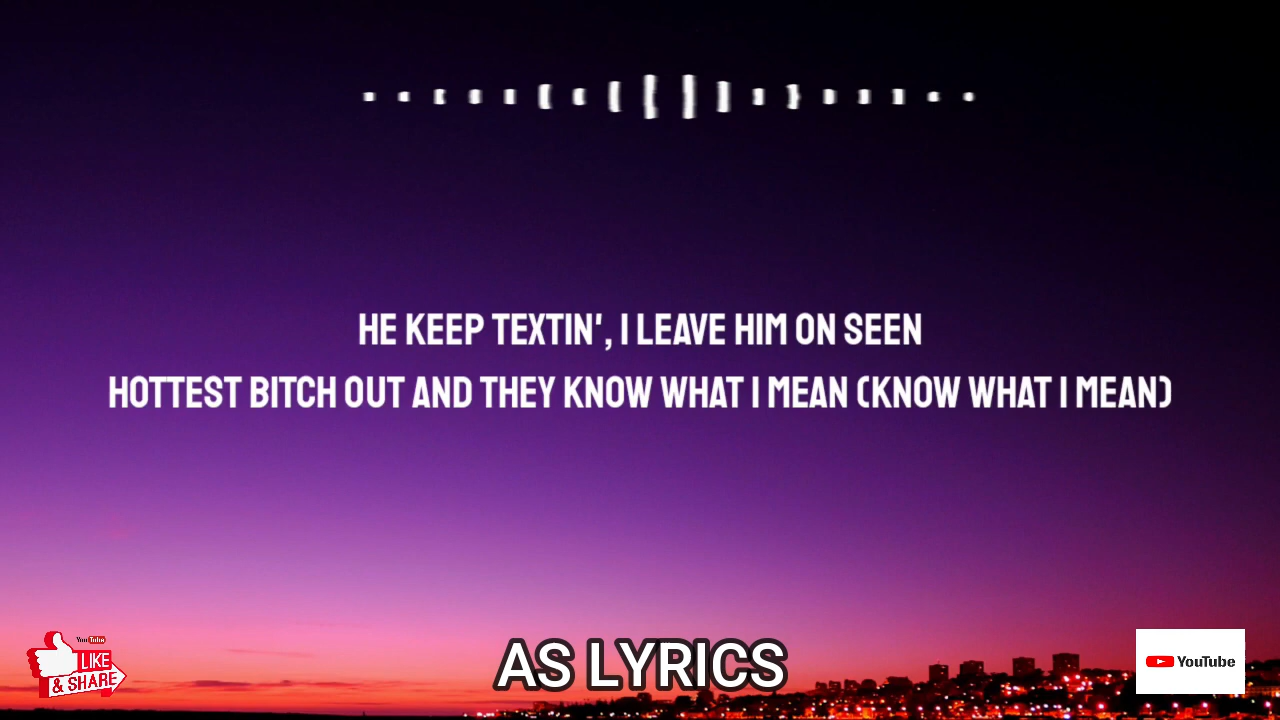 HE KEEP TEXTIN', I LEAVE HIM ON SEEN
HOTTEST BITCH OUT AND THEY KNOW WHAT I MEAN (KNOW WHAT I MEAN)
YouTube
LIKE
& SHARE
AS LYRICS
YouTube